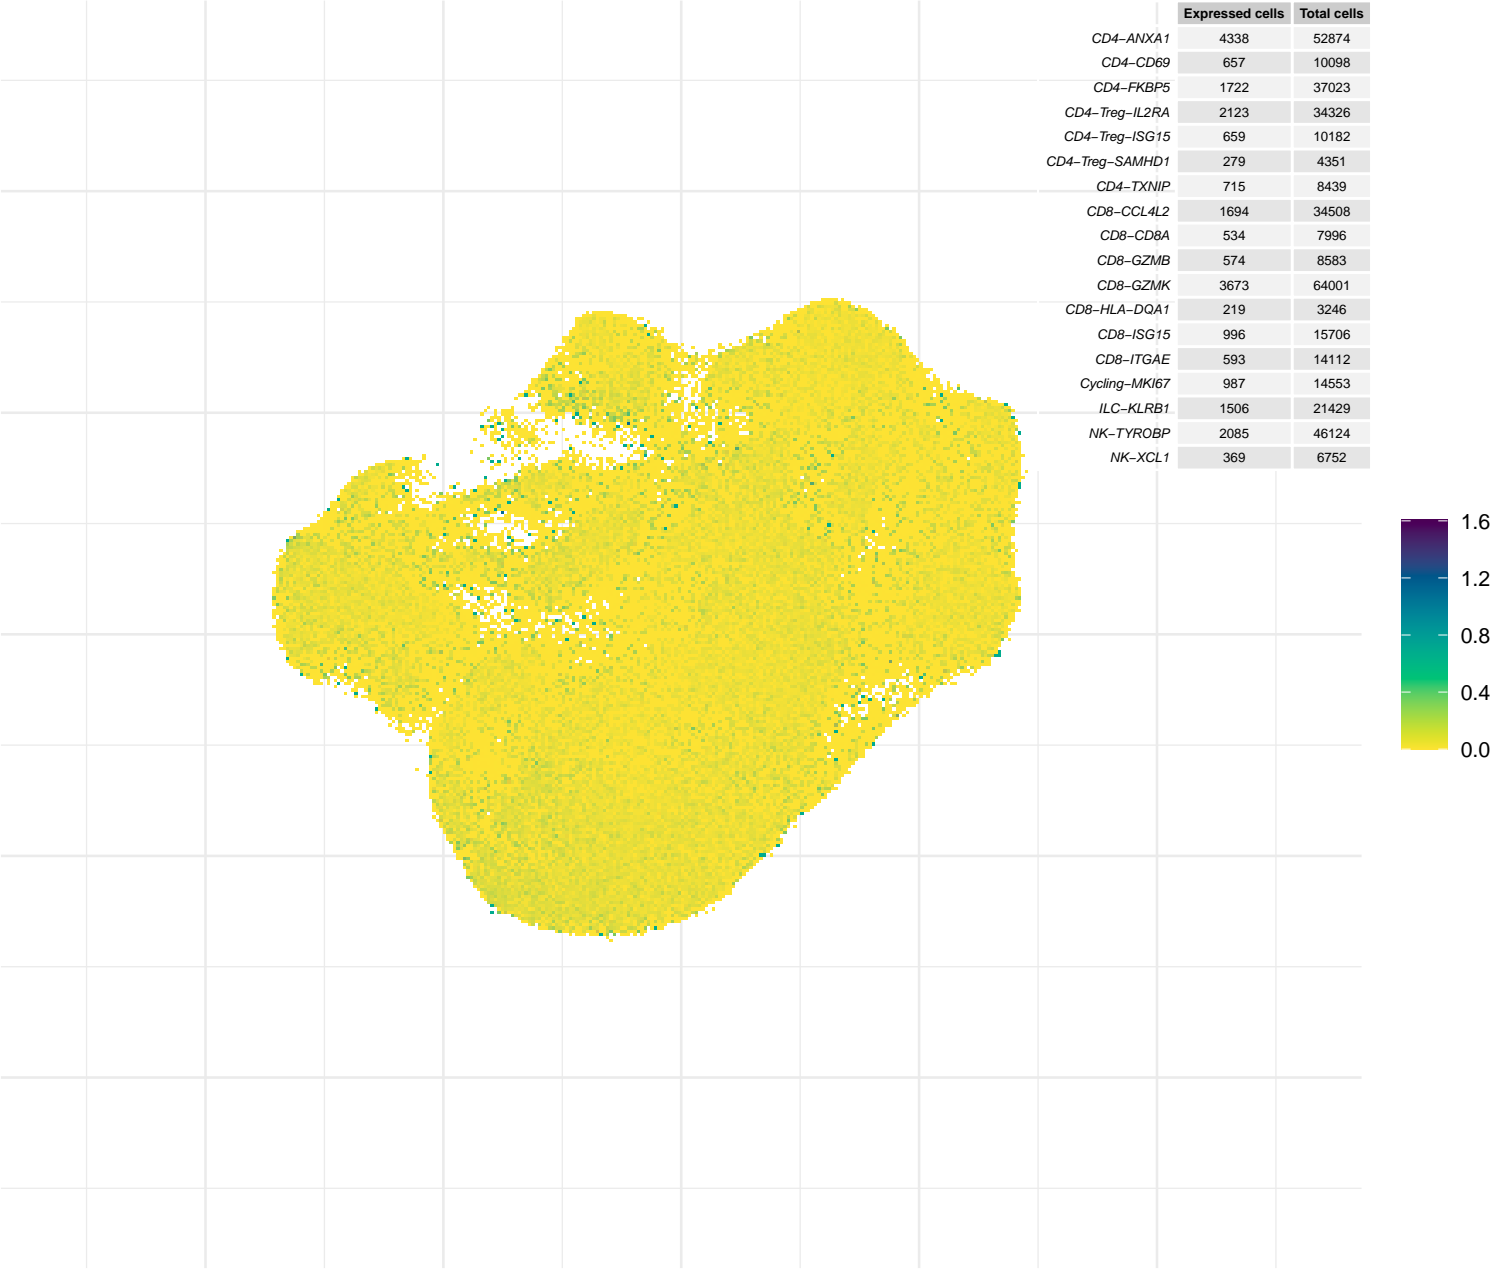 Expressed cells Total cells
CD4−ANXA1 4338 52874
CD4−CD69 657 10098
CD4−FKBP5 1722 37023
CD4−Treg−IL2RA 2123 34326
CD4−Treg−ISG15 659 10182
CD4−Treg−SAMHD1 279 4351
CD4−TXNIP 715 8439
CD8−CCL4L2 1694 34508
CD8−CD8A 534 7996
CD8−GZMB 574 8583
CD8−GZMK 3673 64001
CD8−HLA−DQA1 219 3246
CD8−ISG15 996 15706
CD8−ITGAE 593 14112
Cycling−MKI67 987 14553
ILC−KLRB1 1506 21429
NK−TYROBP 2085 46124
NK−XCL1 369 6752
1.6
1.2
0.8
0.4
0.0